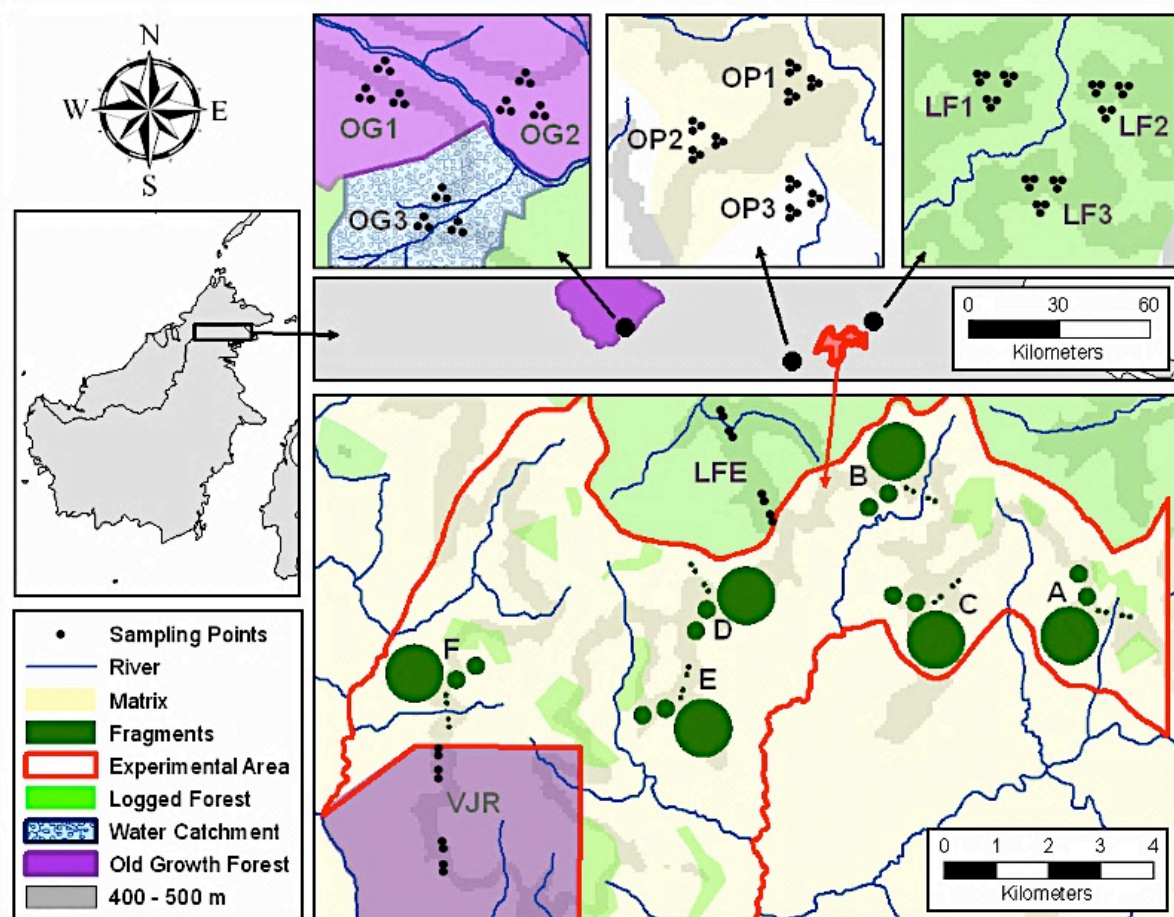 N
W
E
S
OG1
OG2
OG3
OP1
OP2
OP3
LF1
LF2
LF3
0 30 60
Kilometers
LFE
B
A
C
D
F
E
VJR
0 1 2 3 4
Kilometers
Sampling Points
River
Matrix
Fragments
Experimental Area
Logged Forest
Water Catchment
Old Growth Forest
400 - 500 m